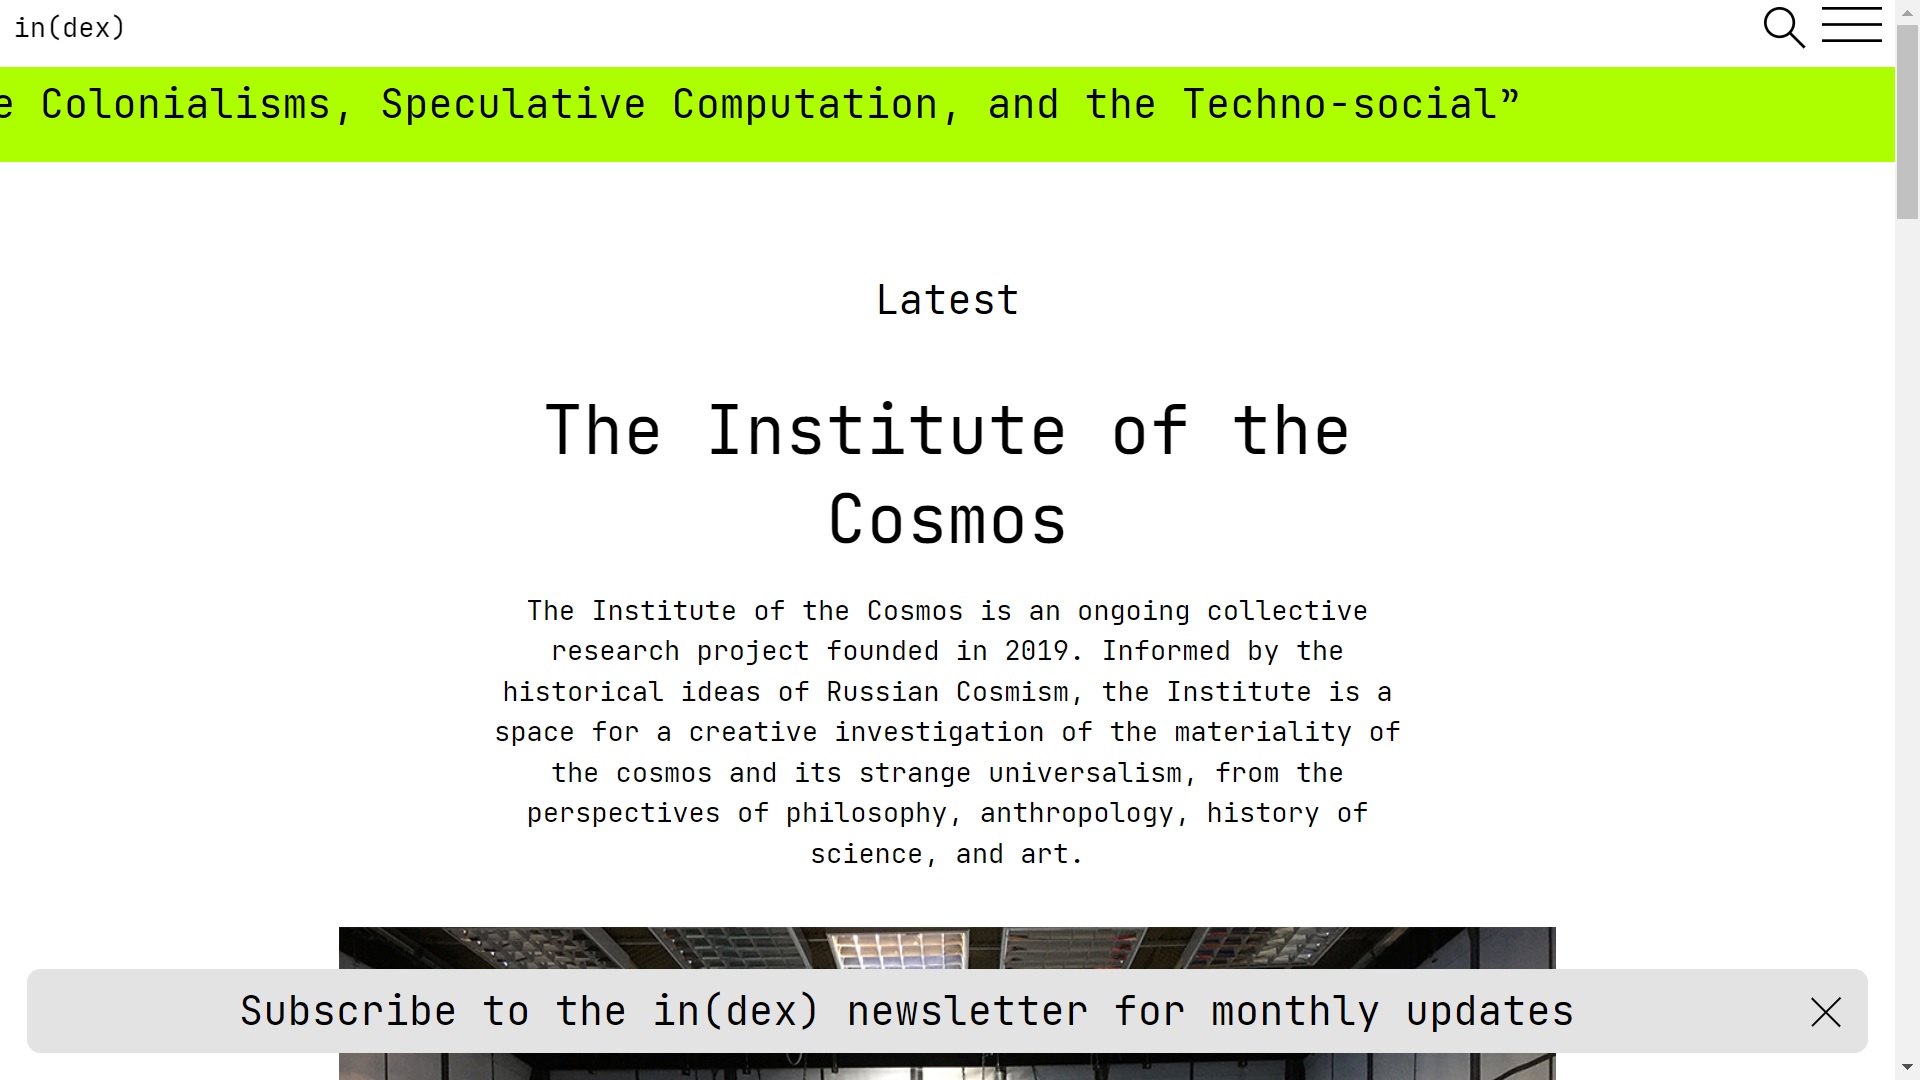 in(dex)
Colonialisms, Speculative Computation, and the Techno-social”
Latest
The Institute of the
Cosmos
The Institute of the Cosmos is an ongoing collective
research project founded in 2019. Informed by the
historical ideas of Russian Cosmism, the Institute is a
space for a creative investigation of the materiality of
the cosmos and its strange universalism, from the
perspectives of philosophy, anthropology, history of
science, and art.
Subscribe to the in(dex) newsletter for monthly updates